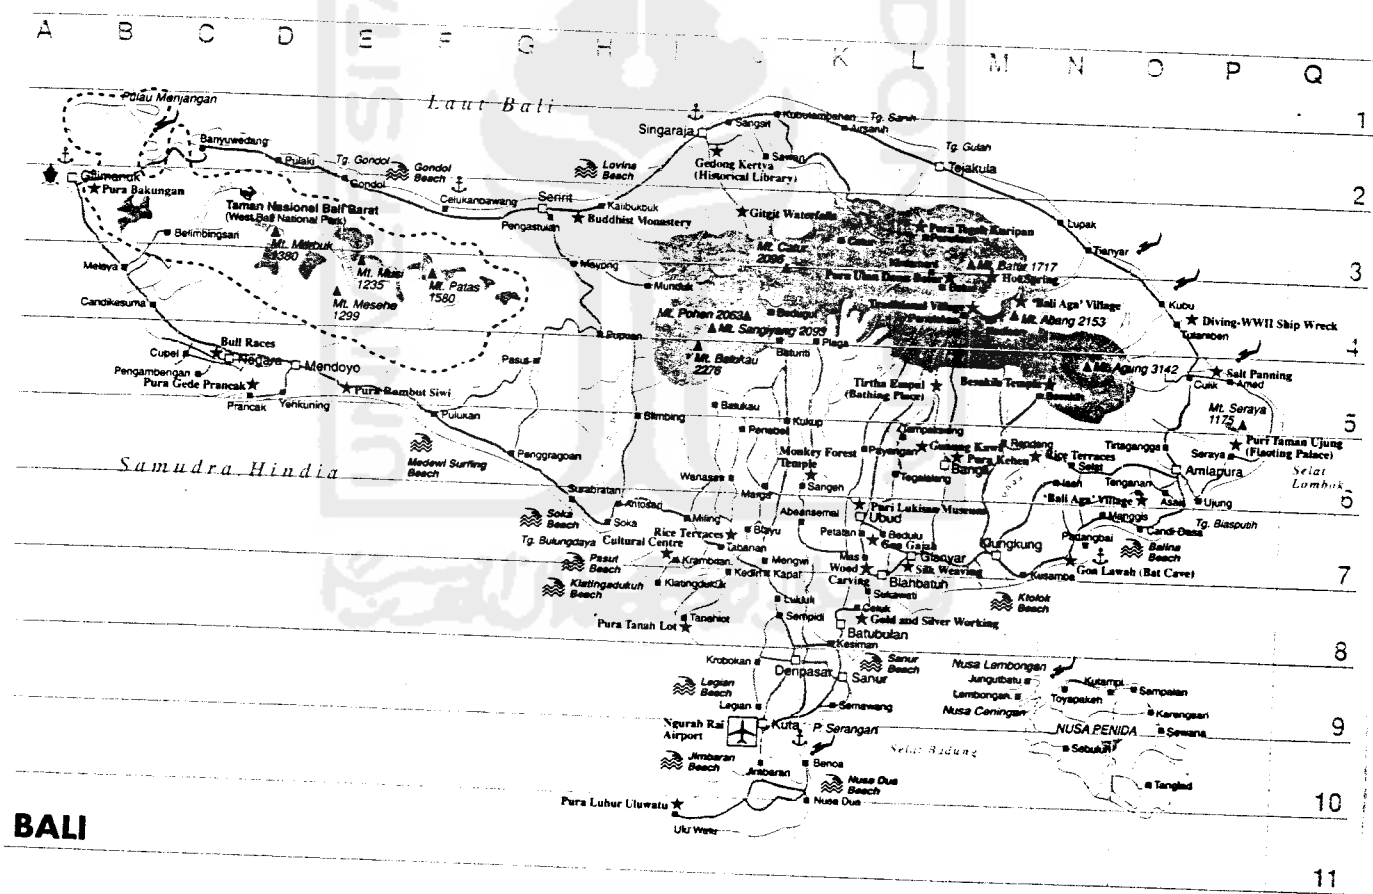 A B C D E F G H I J K L M N O P Q
Pulau Menjangan
Laut Bali
1
Banyuwedang
Singaraja
Sangsit
Kubutambahan
Tg. Sanih
Airsanih
Pulaki
Tg. Gondol
Gondol
Gondol
Beach
Lovina
Beach
Gedong Kertya
(Historical Library)
Sawan
Tg. Gulah
Tejakula
2
Gilimanuk
Pura Bakungan
Taman Nasional Bali Barat
(West Bali National Park)
Celukanbawang
Seririt
Kalibukbuk
Pengastulan
Buddhist Monastery
Gitgit Waterfalls
Catur
Pura Tegeh Kuripan
Lupak
Tianyar
Belimbingsari
Mt. Merbuk
1380
Mt. Musi
1235
Mt. Patas
1580
Mt. Mesehe
1299
Melaya
Mayong
Munduk
Mt. Catur
2096
Mt. Batur 1717
Hot Spring
3
Candikesuma
Mt. Pohen 2063
Bedugul
Traditional Village
'Bali Aga' Village
Kubu
Mt. Sangiyang 2093
Mt. Abang 2153
Diving-WWII Ship Wreck
Tulamben
Bull Races
Cupel
Negara
Mendoyo
Pupuan
Pasus
Mt. Batukau
2276
Baturiti
Plaga
4
Pengambengan
Pura Gede Prancak
Pura Rambut Siwi
Prancak
Yehkuning
Tirtha Empul
(Bathing Place)
Besakih Temple
Besakih
Mt. Agung 3142
Salt Panning
Culik
Amed
Pulukan
Blimbing
Batukau
Penebel
Kukup
Mt. Seraya
1175
5
Medewi Surfing
Beach
Penggragoan
Monkey Forest
Temple
Payangan
Tampaksiring
Gunung Kawi
Pura Kehen
Bangli
Rendang
Rice Terraces
Selat
Tirtagangga
Puri Taman Ujung
(Floating Palace)
Seraya
Samudra Hindia
Wanasari
Marga
Sangeh
Tegalalang
Iseh
Tenganan
Amlapura
Selat
Lombok
Surabratan
Antosari
Soka
Beach
Soka
Miling
Abeansemal
Puri Lukisan Museum
Ubud
'Bali Aga' Village
Asak
Ujung
6
Tg. Bulungdaya
Rice Terraces
Cultural Centre
Blayu
Tabanan
Petatan
Bedulu
Goa Gajah
Gianyar
Klungkung
Padangbai
Manggis
Candi Dasa
Tg. Biasputih
Balina
Beach
Pasut
Beach
Krambitan
Mengwi
Kediri
Kapal
Mas
Wood
Carving
Silk Weaving
Blahbatuh
Kusamba
Goa Lawah (Bat Cave)
7
Klatingdukuh
Beach
Klatingdukuh
Lukluk
Sukawati
Klotok
Beach
Pura Tanah Lot
Tanahlot
Sempidi
Celuk
Gold and Silver Working
Batubulan
Kesiman
8
Krobokan
Denpasar
Sanur
Sanur
Beach
Nusa Lembongan
Jungutbatu
Kutampi
Legian
Beach
Lembongan
Toyapakeh
Sampalan
Legian
Semawang
Nusa Ceningan
Karangsari
Ngurah Rai
Airport
Kuta
P. Serangan
Selat Badung
NUSA PENIDA
Sewana
9
Sebuluh
Jimbaran
Beach
Jimbaran
Benoa
Nusa Dua
Beach
Tanglad
Pura Luhur Uluwatu
Nusa Dua
10
Ulu Watu
BALI
11